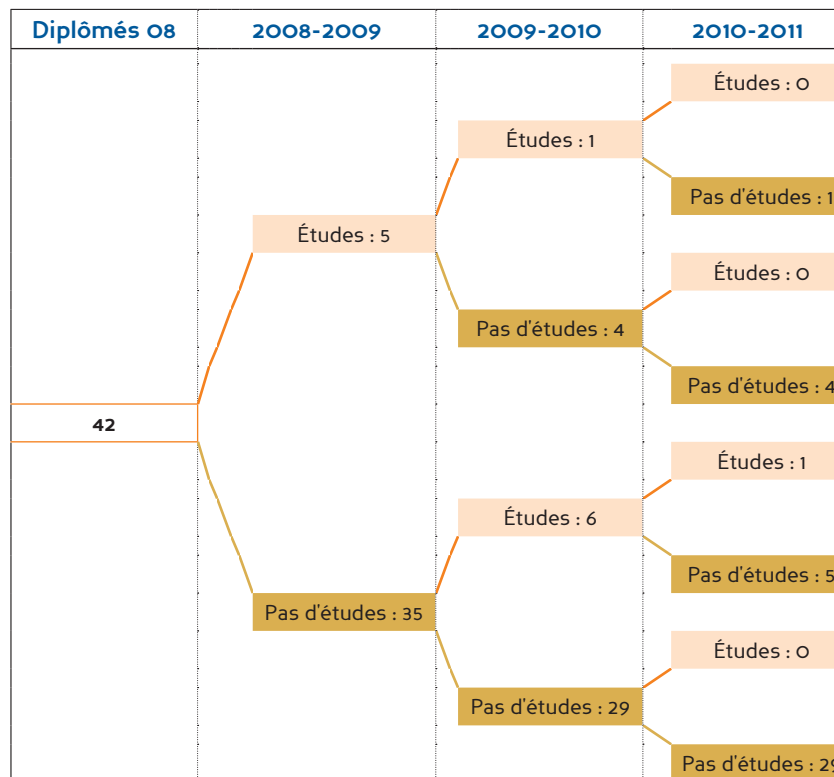 Diplômés 08
2008-2009
2009-2010
2010-2011
Études : 0
Études : 1
Pas d'études : 1
Études : 5
Études : 0
Pas d'études : 4
Pas d'études : 4
42
Études : 1
Études : 6
Pas d'études : 5
Pas d'études : 35
Études : 0
Pas d'études : 29
Pas d'études : 29